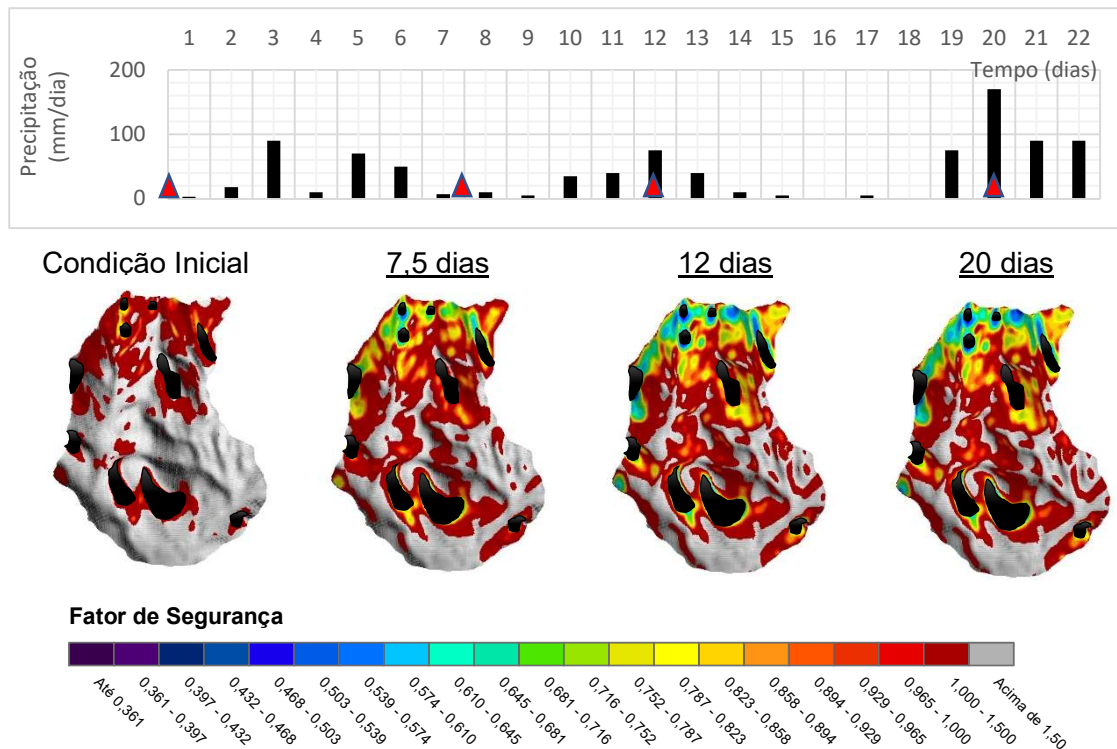 1 2 3 4 5 6 7 8 9 10 11 12 13 14 15 16 17 18 19 20 21 22
Precipitação
(mm/dia)
200
100
0
Tempo (dias)
Condição Inicial
7,5 dias
12 dias
20 dias
Fator de Segurança
Até 0,361
0,361 - 0,397
0,397 - 0,432
0,432 - 0,468
0,468 - 0,503
0,503 - 0,539
0,539 - 0,574
0,574 - 0,610
0,610 - 0,645
0,645 - 0,681
0,681 - 0,716
0,716 - 0,752
0,752 - 0,787
0,787 - 0,823
0,823 - 0,858
0,858 - 0,894
0,894 - 0,929
0,929 - 0,965
0,965 - 1,000
1,000 - 1,500
Acima de 1,50